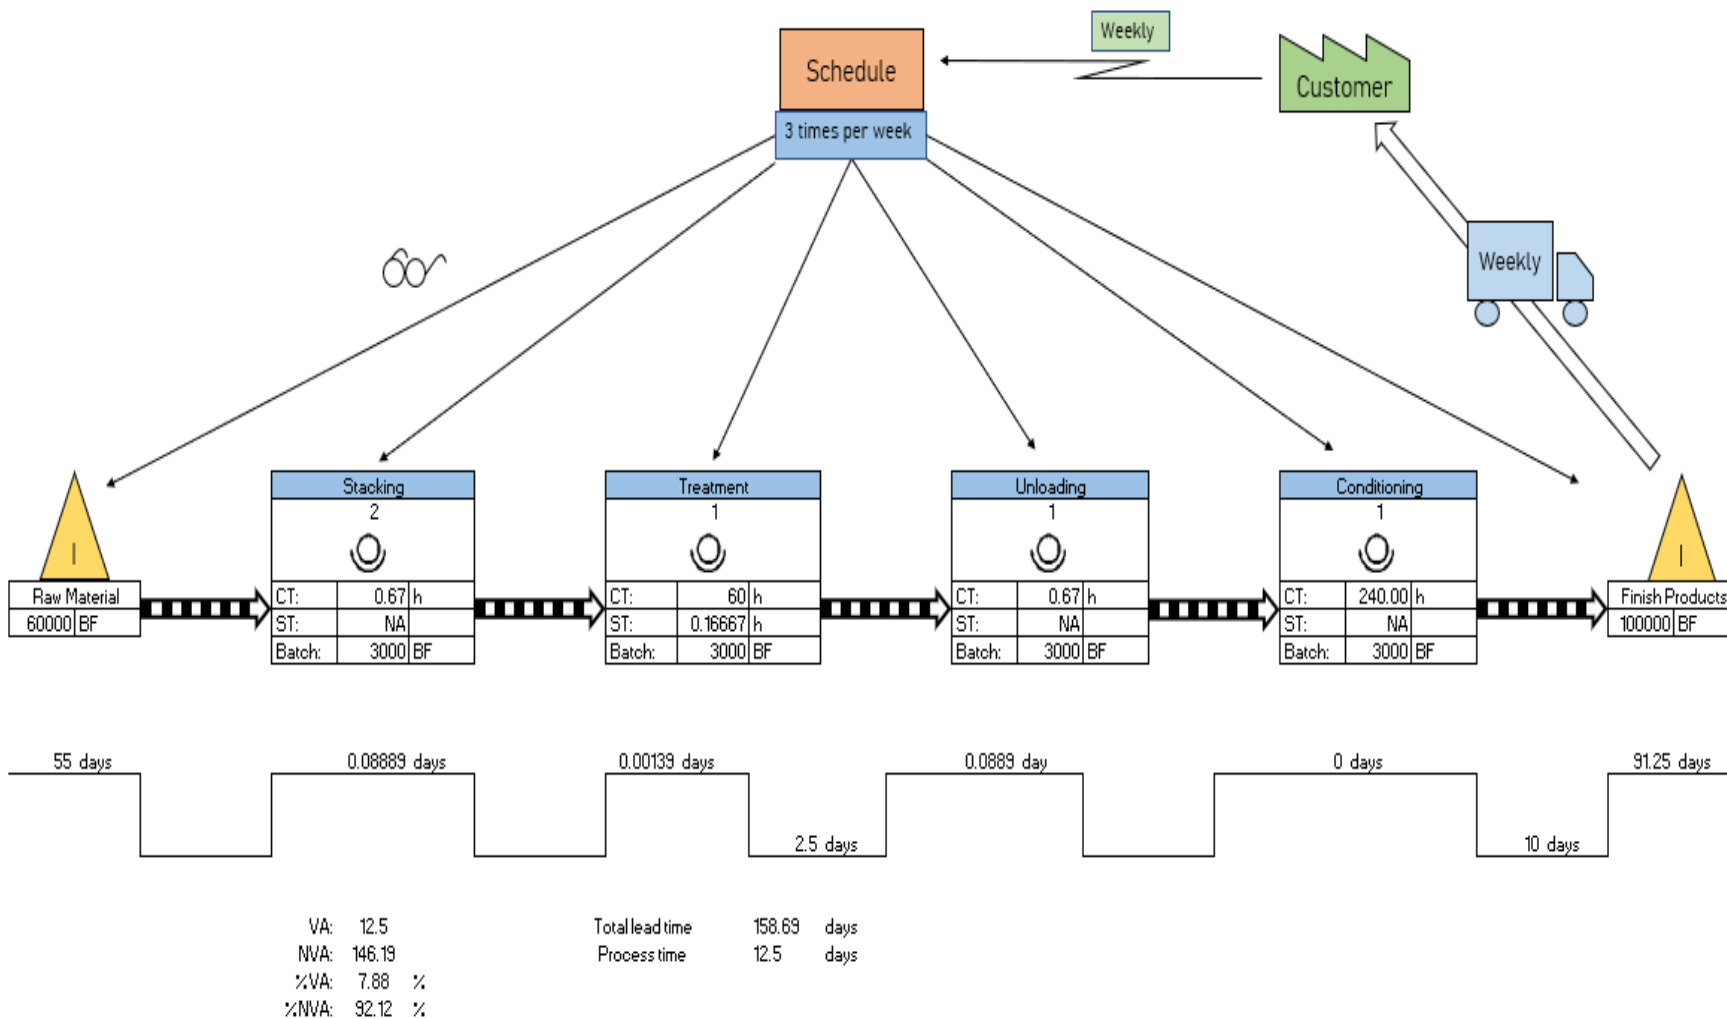 Weekly
Schedule
Customer
3 times per week
Weekly
Stacking
Treatment
Unloading
Conditioning
2
1
1
1
I
I
Raw Material
CT: 0.67 h
CT: 60 h
CT: 0.67 h
CT: 240.00 h
Finish Products
60000 BF
ST: NA
ST: 0.16667 h
ST: NA
ST: NA
100000 BF
Batch: 3000 BF
Batch: 3000 BF
Batch: 3000 BF
Batch: 3000 BF
55 days
0.08889 days
0.00139 days
0.0889 day
0 days
91.25 days
2.5 days
10 days
VA: 12.5
Total lead time 158.69 days
NVA: 146.19
Process time 12.5 days
%VA: 7.88 %
%NVA: 92.12 %